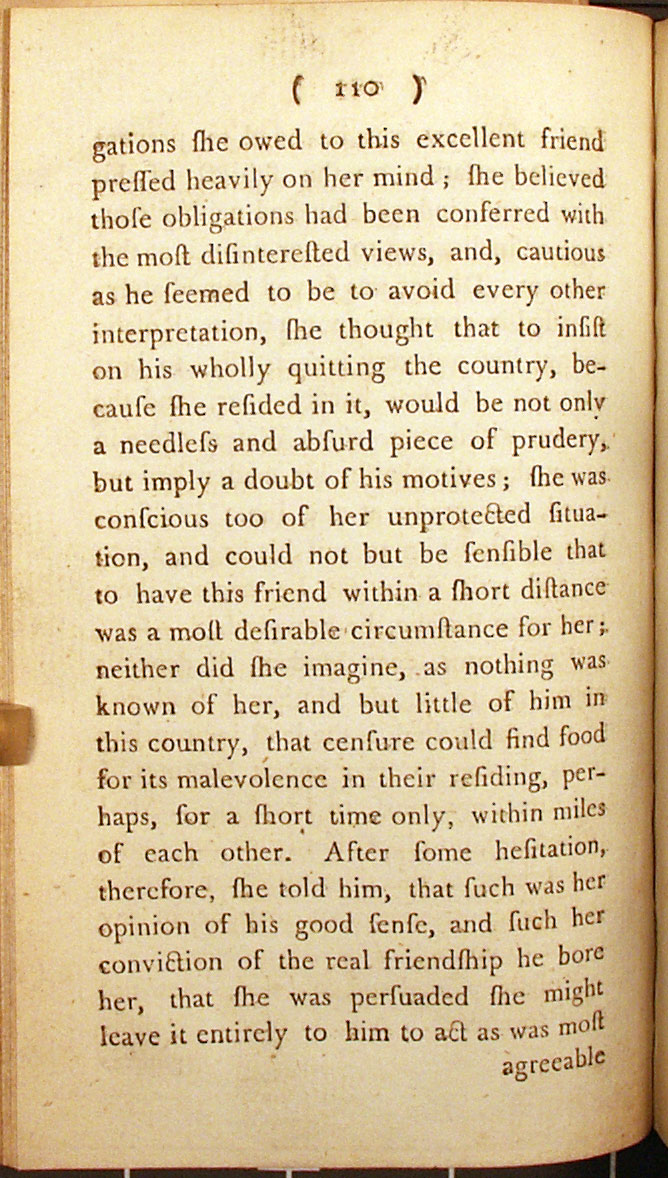 ( 110 )
gations ſhe owed to this excellent friend
preſſed heavily on her mind ; ſhe believed
thoſe obligations had been conferred with
the moſt diſintereſted views, and, cautious
as he ſeemed to be to avoid every other
interpretation, ſhe thought that to inſiſt
on his wholly quitting the country, be-
cauſe ſhe reſided in it, would be not only
a needleſs and abſurd piece of prudery,
but imply a doubt of his motives ; ſhe was
conſcious too of her unprotected ſitua-
tion, and could not but be ſenſible that
to have this friend within a ſhort diſtance
was a moſt deſirable circumſtance for her ;
neither did ſhe imagine, as nothing was
known of her, and but little of him in
this country, that cenſure could find food
for its malevolence in their reſiding, per-
haps, for a ſhort time only, within miles
of each other. After ſome heſitation,
therefore, ſhe told him, that ſuch was her
opinion of his good ſenſe, and ſuch her
conviction of the real friendſhip he bore
her, that ſhe was perſuaded ſhe might
leave it entirely to him to act as was moſt
agreeable